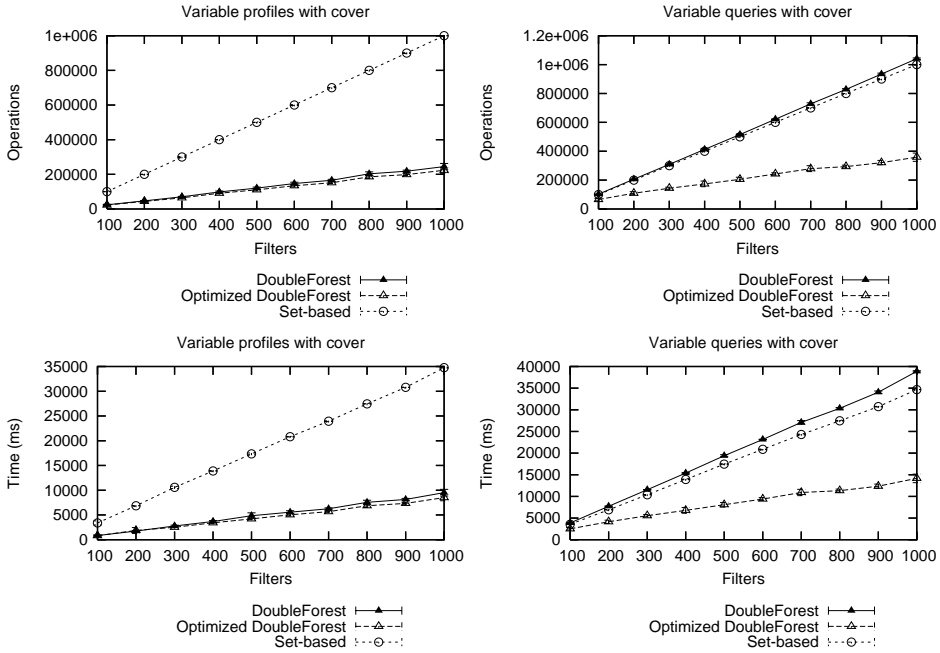 Variable profiles with cover
1e+006
800000
600000
400000
200000
0
Operations
100 200 300 400 500 600 700 800 900 1000
Filters
DoubleForest
Optimized DoubleForest
Set-based
Variable queries with cover
1.2e+006
1e+006
800000
600000
400000
200000
0
Operations
100 200 300 400 500 600 700 800 900 1000
Filters
DoubleForest
Optimized DoubleForest
Set-based
Variable profiles with cover
35000
30000
25000
20000
15000
10000
5000
0
Time (ms)
100 200 300 400 500 600 700 800 900 1000
Filters
DoubleForest
Optimized DoubleForest
Set-based
Variable queries with cover
40000
35000
30000
25000
20000
15000
10000
5000
0
Time (ms)
100 200 300 400 500 600 700 800 900 1000
Filters
DoubleForest
Optimized DoubleForest
Set-based